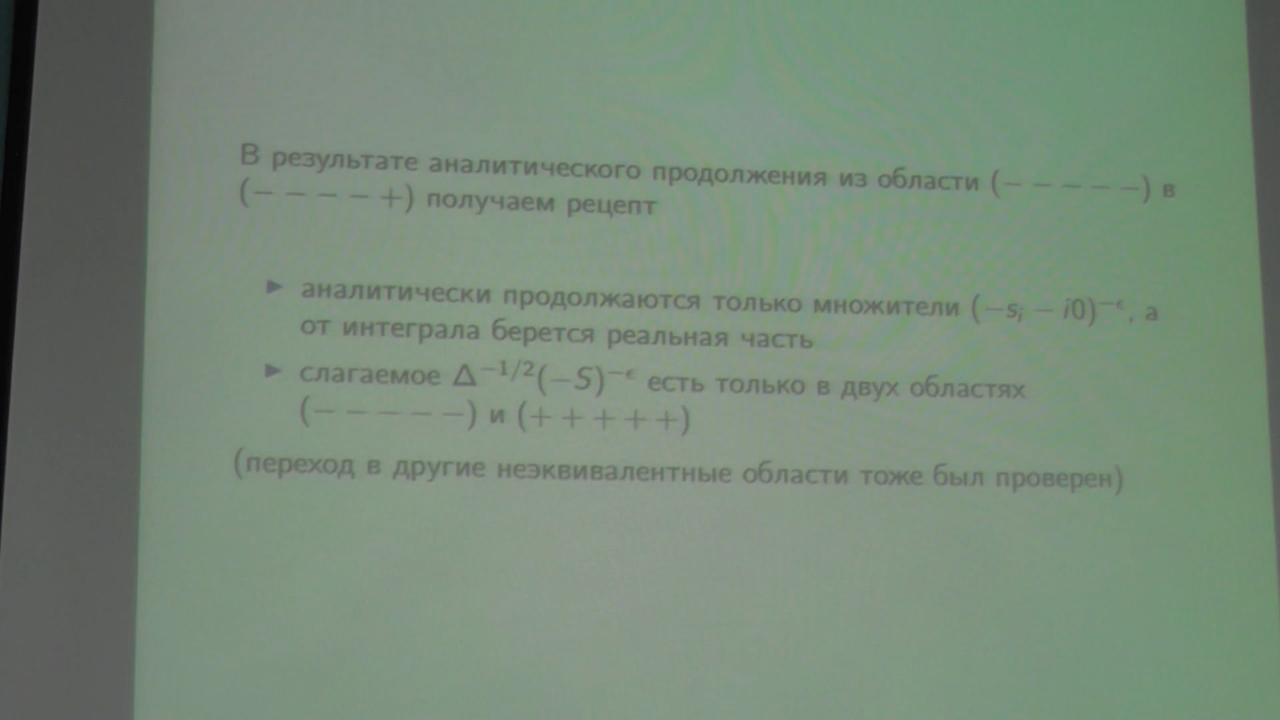 В результате аналитического продолжения из области (− − − − −) в
(− − − − +) получаем рецепт
▶ аналитически продолжаются только множители (−sᵢ − i0)^{−ϵ}, а
от интеграла берется реальная часть
▶ слагаемое Δ^{−1/2}(−S)^{−ϵ} есть только в двух областях
(− − − − −) и (+ + + + +)
(переход в другие неэквивалентные области тоже был проверен)